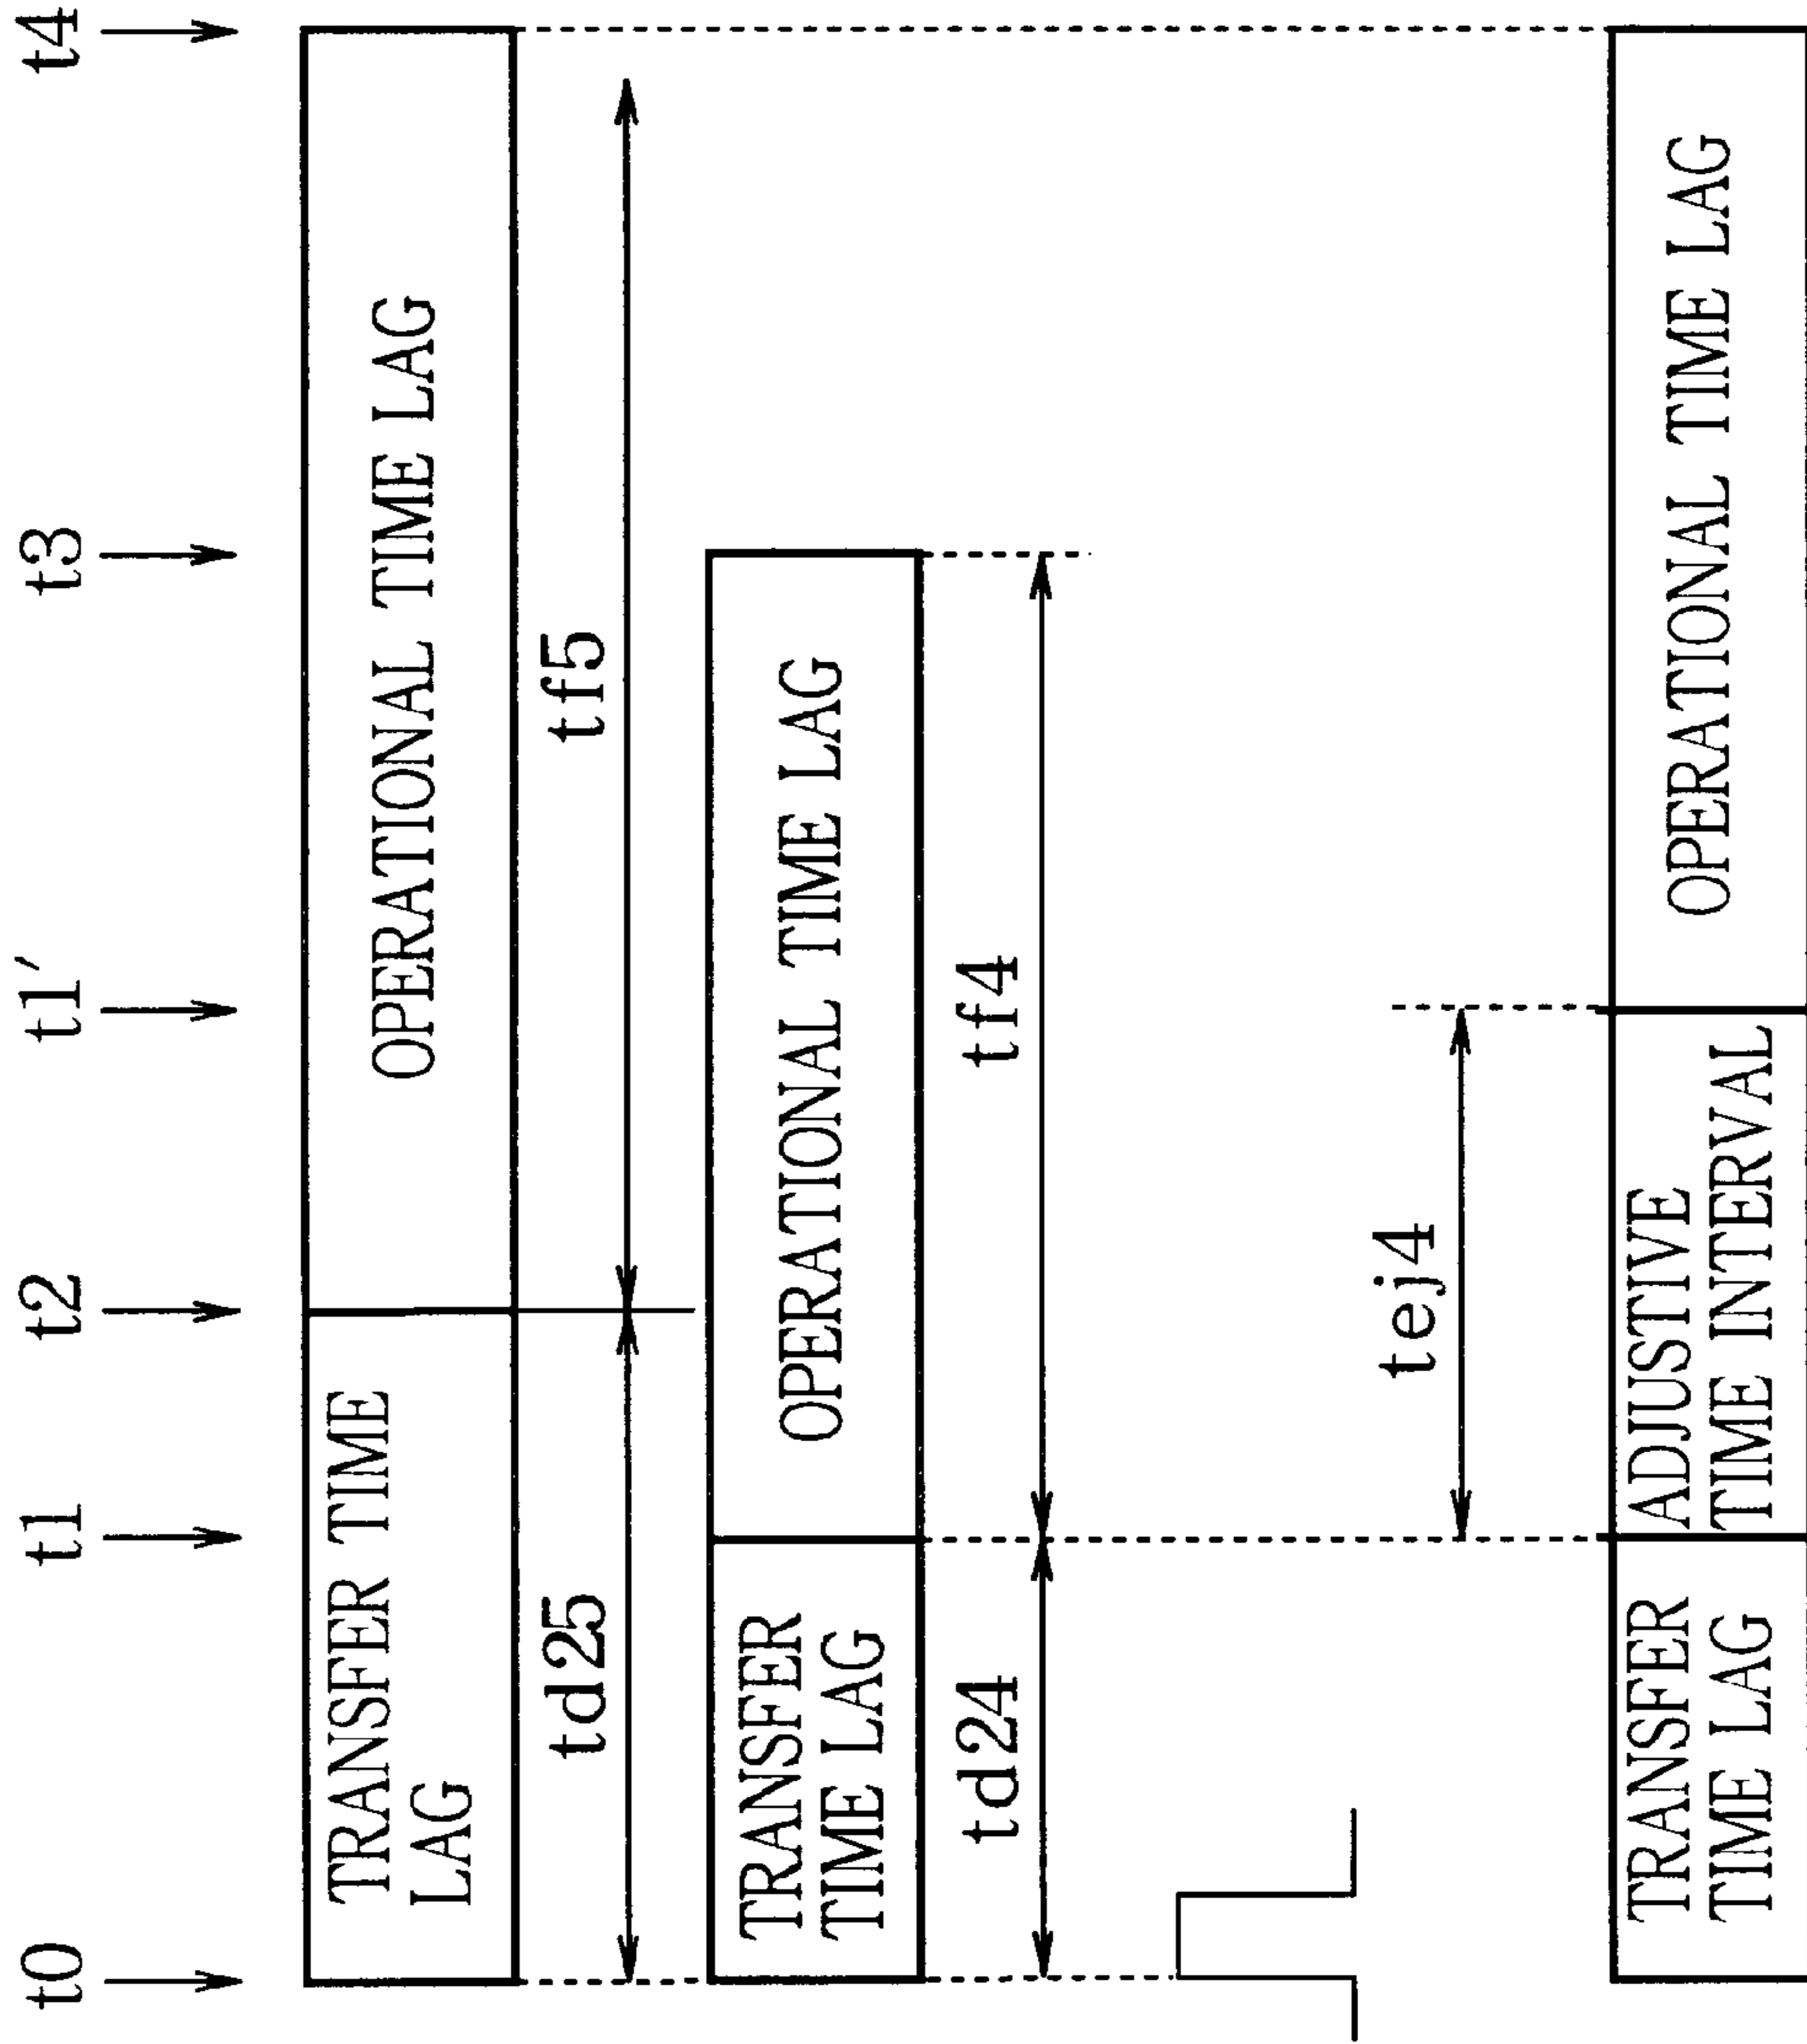 t0
t1
t2
t1′
t3
t4
TRANSFER TIME
LAG
OPERATIONAL TIME LAG
td25
tf5
TRANSFER
TIME LAG
OPERATIONAL TIME LAG
td24
tf4
tej4
TRANSFER
TIME LAG
ADJUSTIVE
TIME INTERVAL
OPERATIONAL TIME LAG